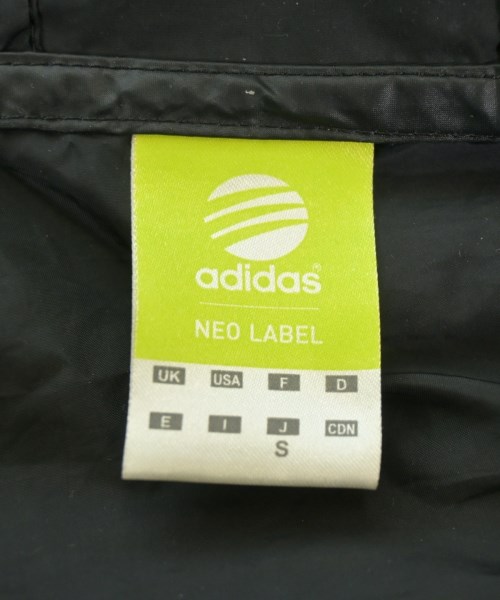 adidas®
NEO LABEL
UK USA F D
E I J CDN
S